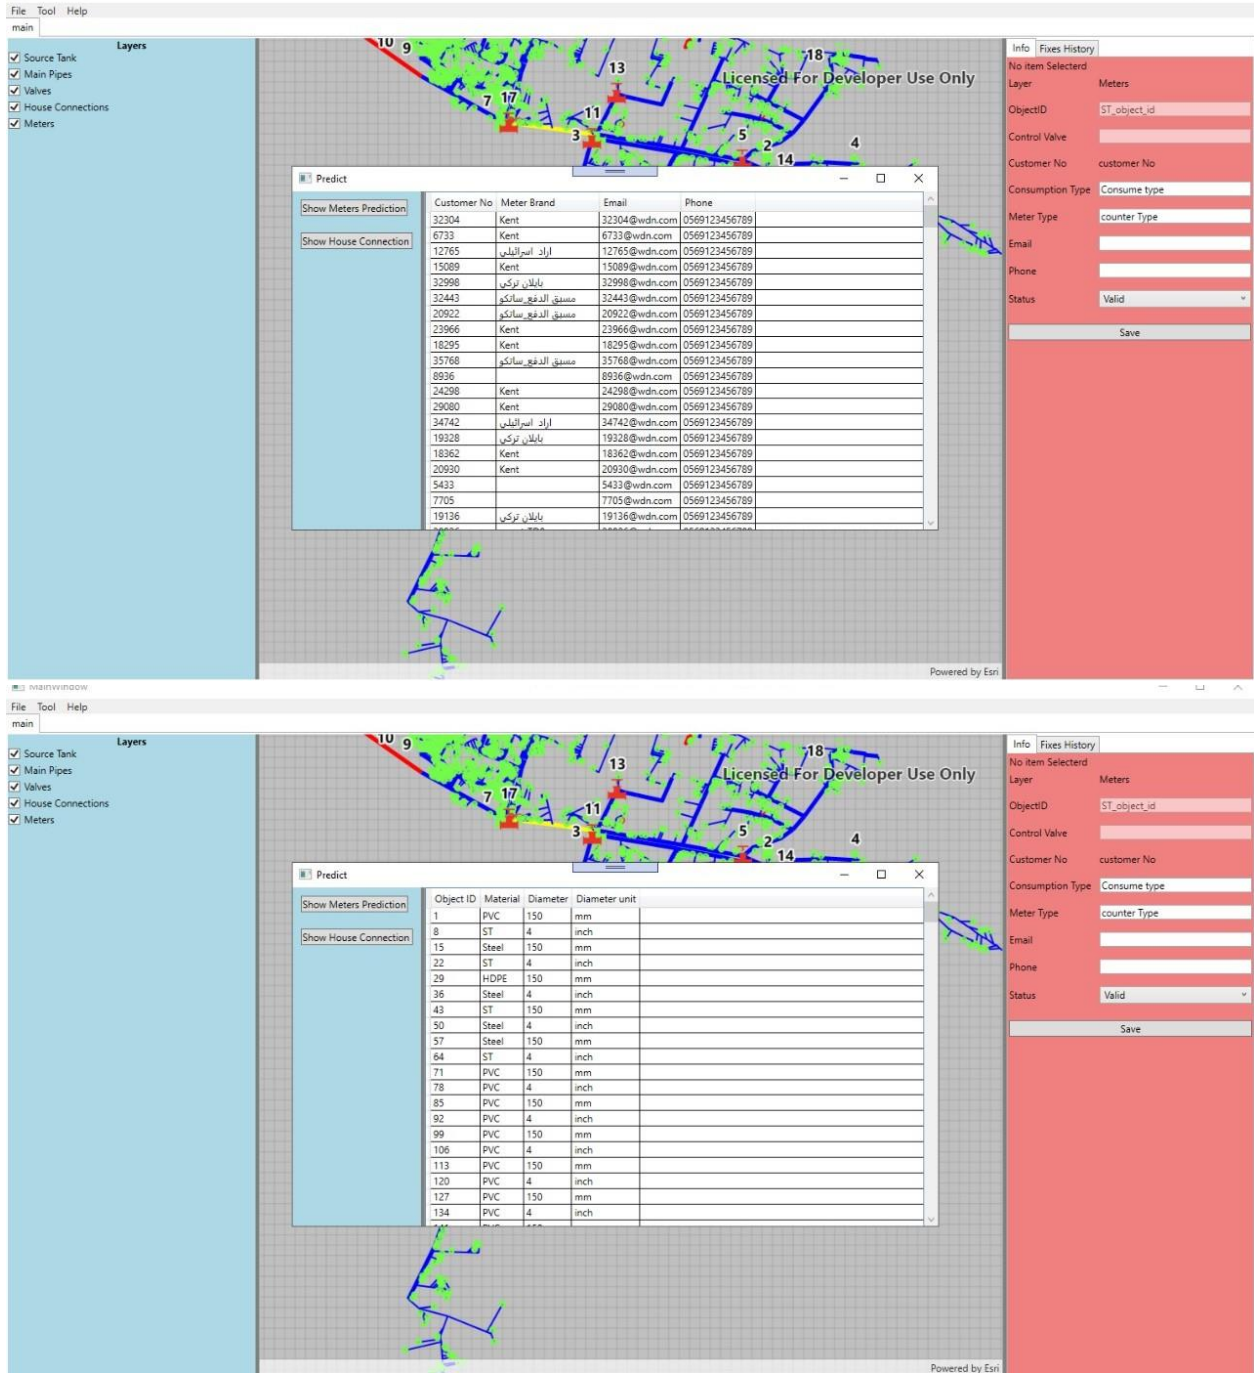 File Tool Help
main
Layers
Source Tank
Main Pipes
Valves
House Connections
Meters
10 9
18
13
Licensed For Developer Use Only
7 17
11
3
5
2
4
14
Predict
Show Meters Prediction
Show House Connection
Customer No Meter Brand Email Phone
32304 Kent 32304@wdn.com 0569123456789
6733 Kent 6733@wdn.com 0569123456789
12765 اراد اسرائيلي 12765@wdn.com 0569123456789
15089 Kent 15089@wdn.com 0569123456789
32998 بايلان تركي 32998@wdn.com 0569123456789
32443 مسبق الدفع_ساتكو 32443@wdn.com 0569123456789
20922 مسبق الدفع_ساتكو 20922@wdn.com 0569123456789
23966 Kent 23966@wdn.com 0569123456789
18295 Kent 18295@wdn.com 0569123456789
35768 مسبق الدفع_ساتكو 35768@wdn.com 0569123456789
8936 8936@wdn.com 0569123456789
24298 Kent 24298@wdn.com 0569123456789
29080 Kent 29080@wdn.com 0569123456789
34742 اراد اسرائيلي 34742@wdn.com 0569123456789
19328 بايلان تركي 19328@wdn.com 0569123456789
18362 Kent 18362@wdn.com 0569123456789
20930 Kent 20930@wdn.com 0569123456789
5433 5433@wdn.com 0569123456789
7705 7705@wdn.com 0569123456789
19136 بايلان تركي 19136@wdn.com 0569123456789
Powered by Esri
Info Fixes History
No item Selecterd
Layer Meters
ObjectID ST_object_id
Control Valve
Customer No customer No
Consumption Type Consume type
Meter Type counter Type
Email
Phone
Status Valid
Save
MainWindow
File Tool Help
main
Layers
Source Tank
Main Pipes
Valves
House Connections
Meters
10 9
18
13
Licensed For Developer Use Only
7 17
11
3
5
2
4
14
Predict
Show Meters Prediction
Show House Connection
Object ID Material Diameter Diameter unit
1 PVC 150 mm
8 ST 4 inch
15 Steel 150 mm
22 ST 4 inch
29 HDPE 150 mm
36 Steel 4 inch
43 ST 150 mm
50 Steel 4 inch
57 Steel 150 mm
64 ST 4 inch
71 PVC 150 mm
78 PVC 4 inch
85 PVC 150 mm
92 PVC 4 inch
99 PVC 150 mm
106 PVC 4 inch
113 PVC 150 mm
120 PVC 4 inch
127 PVC 150 mm
134 PVC 4 inch
Powered by Esri
Info Fixes History
No item Selecterd
Layer Meters
ObjectID ST_object_id
Control Valve
Customer No customer No
Consumption Type Consume type
Meter Type counter Type
Email
Phone
Status Valid
Save